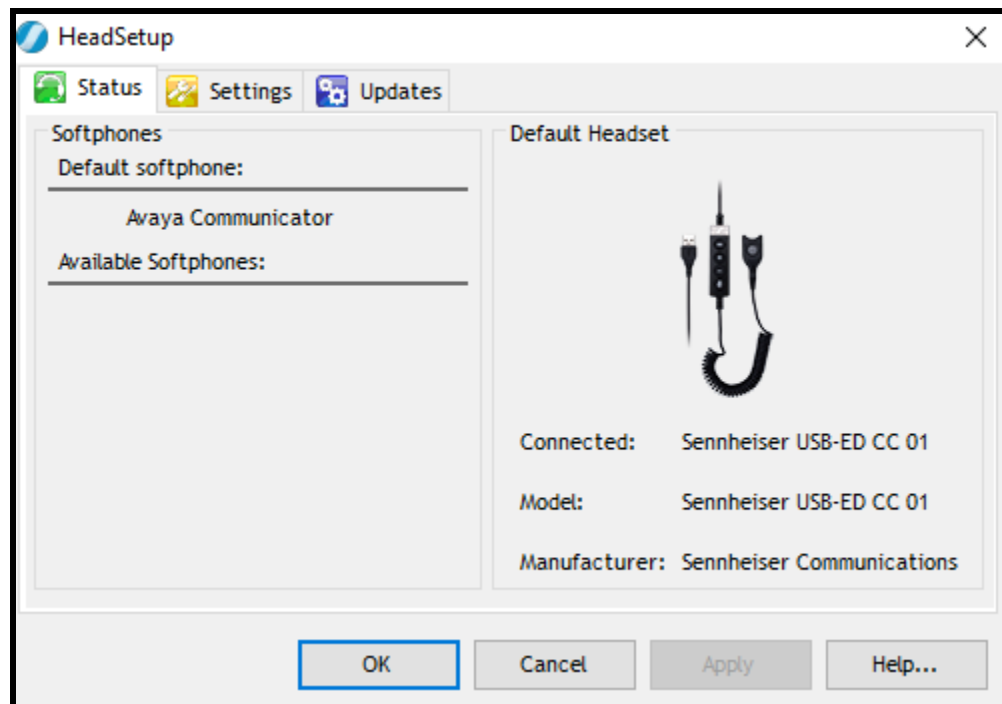 HeadSetup
Status Settings Updates
Softphones
Default softphone:
Avaya Communicator
Available Softphones:
Default Headset
Connected: Sennheiser USB-ED CC 01
Model: Sennheiser USB-ED CC 01
Manufacturer: Sennheiser Communications
OK Cancel Apply Help...